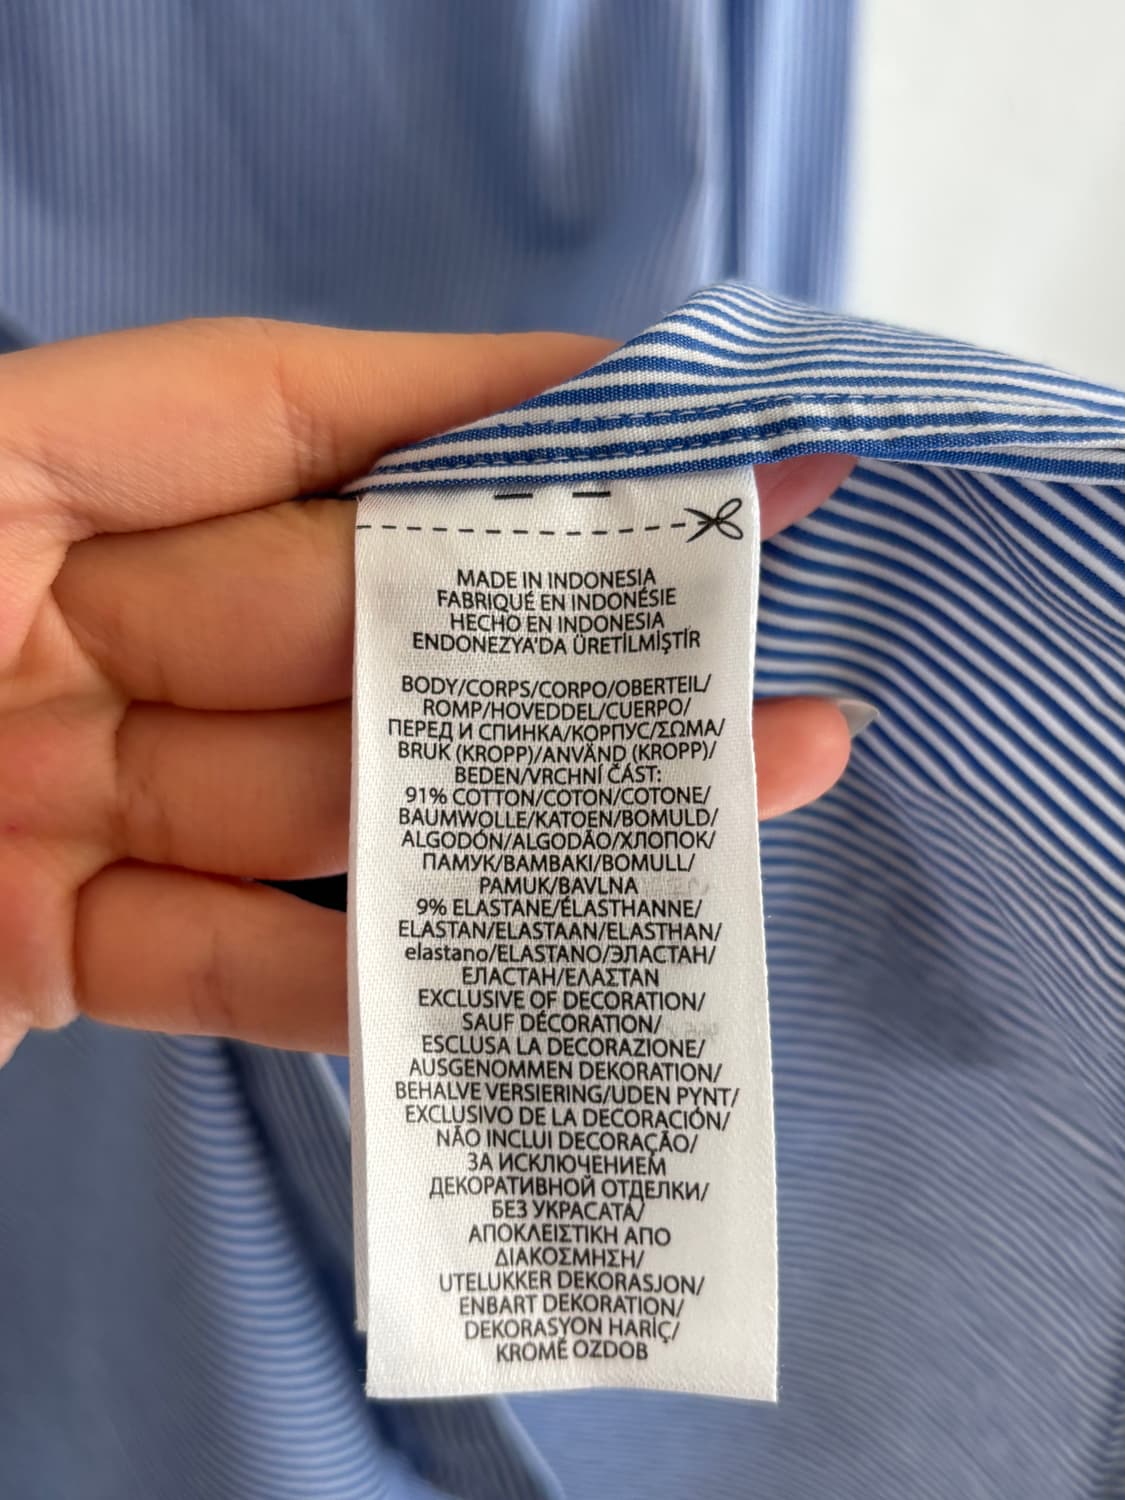 MADE IN INDONESIA
FABRIQUÉ EN INDONÉSIE
HECHO EN INDONESIA
ENDONEZYA'DA ÜRETİLMİŞTİR
BODY/CORPS/CORPO/OBERTEIL/
ROMP/HOVEDDEL/CUERPO/
ПЕРЕД И СПИНКА/КОРПУС/ΣΩΜΑ/
BRUK (KROPP)/ANVÄND (KROPP)/
BEDEN/VRCHNÍ ČÁST:
91% COTTON/COTON/COTONE/
BAUMWOLLE/KATOEN/BOMULD/
ALGODÓN/ALGODÃO/ХЛОПОК/
ПАМУК/BAMBAKI/BOMULL/
PAMUK/BAVLNA
9% ELASTANE/ÉLASTHANNE/
ELASTAN/ELASTAAN/ELASTHAN/
elastano/ELASTANO/ЭЛАСТАН/
ЕЛАСТАН/ΕΛΑΣΤΑΝ
EXCLUSIVE OF DECORATION/
SAUF DÉCORATION/
ESCLUSA LA DECORAZIONE/
AUSGENOMMEN DEKORATION/
BEHALVE VERSIERING/UDEN PYNT/
EXCLUSIVO DE LA DECORACIÓN/
NÃO INCLUI DECORAÇÃO/
ЗА ИСКЛЮЧЕНИЕМ
ДЕКОРАТИВНОЙ ОТДЕЛКИ/
БЕЗ УКРАСАТА/
ΑΠΟΚΛΕΙΣΤΙΚΗ ΑΠΟ
ΔΙΑΚΟΣΜΗΣΗ/
UTELUKKER DEKORASJON/
ENBART DEKORATION/
DEKORASYON HARİÇ/
KROMĚ OZDOB